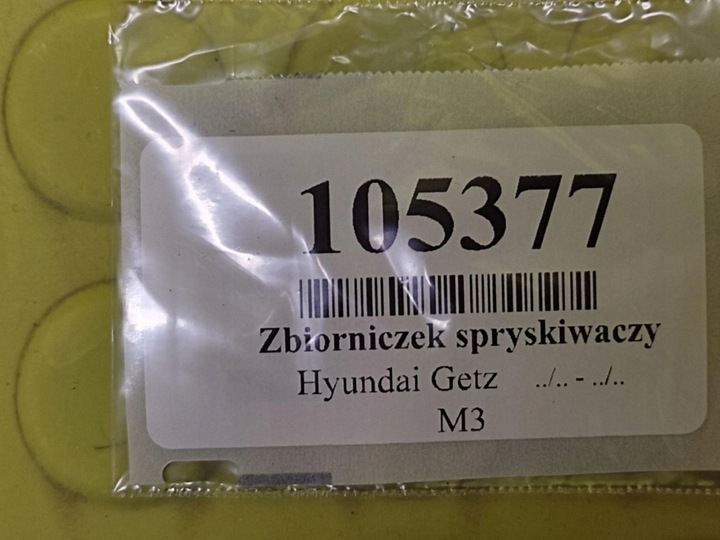 105377
Zbiorniczek spryskiwaczy
Hyundai Getz ../.. - ../..
M3